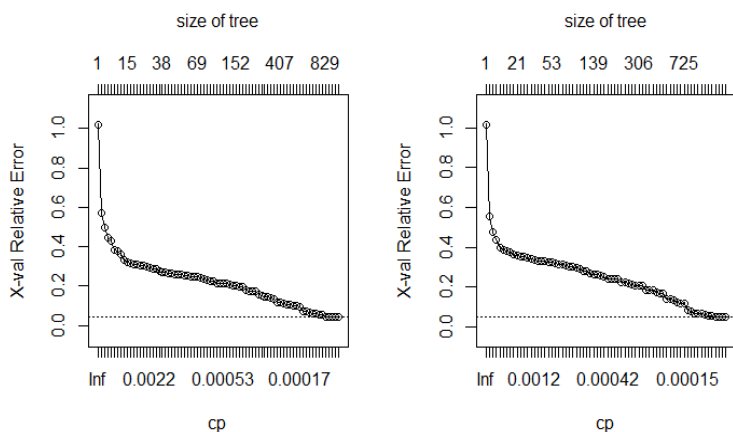 size of tree
1 15 38 69 152 407 829
X-val Relative Error
0.0 0.2 0.4 0.6 0.8 1.0
Inf 0.0022 0.00053 0.00017
cp
size of tree
1 21 53 139 306 725
X-val Relative Error
0.0 0.2 0.4 0.6 0.8 1.0
Inf 0.0012 0.00042 0.00015
cp